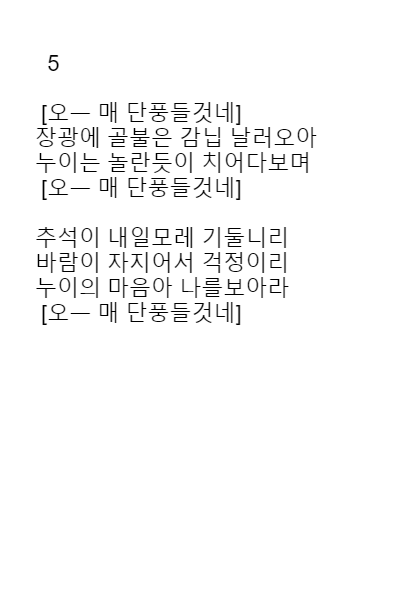 5
[오ㅡ 매 단풍들것네]
장광에 골불은 감닙 날러오아
누이는 놀란듯이 치어다보며
[오ㅡ 매 단풍들것네]
추석이 내일모레 기둘니리
바람이 자지어서 걱정이리
누이의 마음아 나를보아라
[오ㅡ 매 단풍들것네]